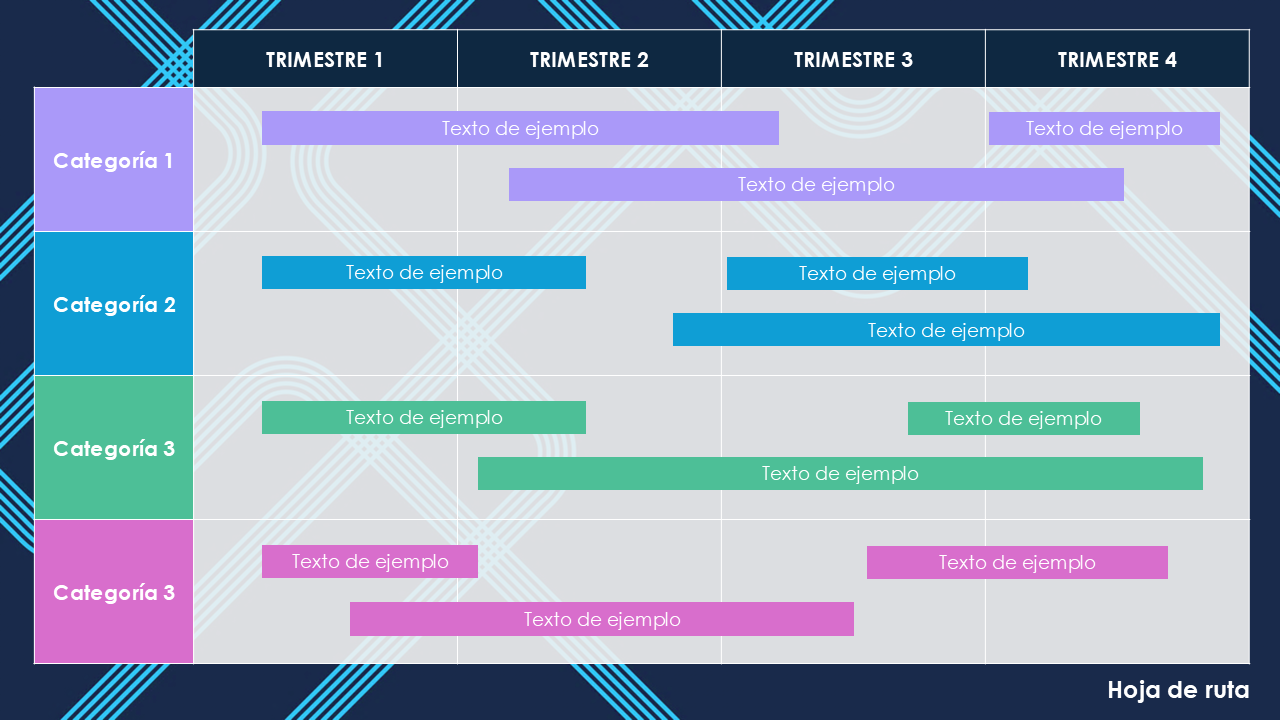 TRIMESTRE 1
TRIMESTRE 2
TRIMESTRE 3
TRIMESTRE 4
Categoría 1
Texto de ejemplo
Texto de ejemplo
Texto de ejemplo
Categoría 2
Texto de ejemplo
Texto de ejemplo
Texto de ejemplo
Categoría 3
Texto de ejemplo
Texto de ejemplo
Texto de ejemplo
Categoría 3
Texto de ejemplo
Texto de ejemplo
Texto de ejemplo
Hoja de ruta